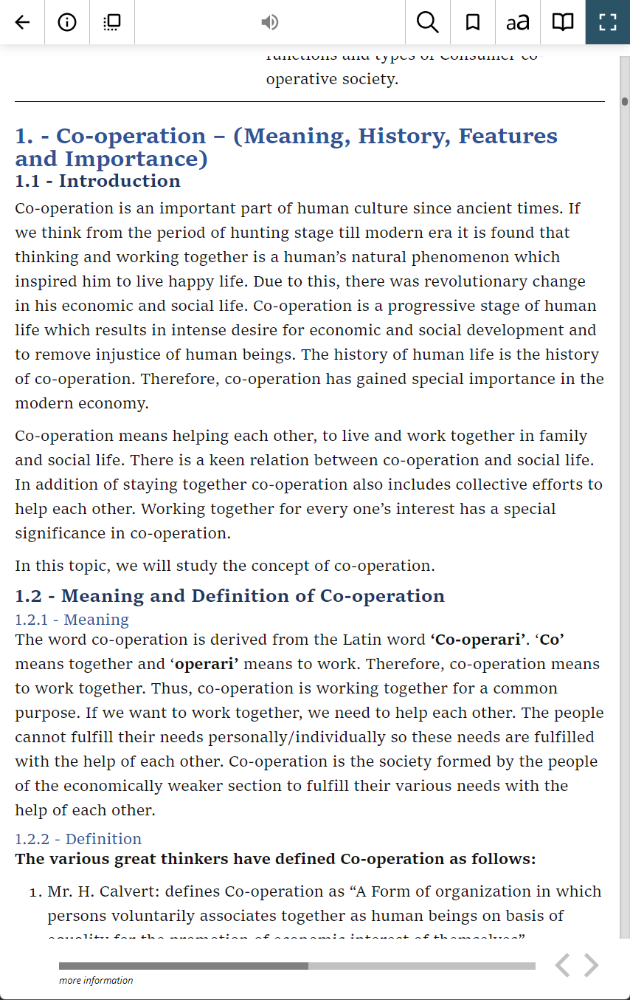 aA
functions and types of Consumer co-
operative society.
1. - Co-operation – (Meaning, History, Features
and Importance)
1.1 - Introduction
Co-operation is an important part of human culture since ancient times. If
we think from the period of hunting stage till modern era it is found that
thinking and working together is a human’s natural phenomenon which
inspired him to live happy life. Due to this, there was revolutionary change
in his economic and social life. Co-operation is a progressive stage of human
life which results in intense desire for economic and social development and
to remove injustice of human beings. The history of human life is the history
of co-operation. Therefore, co-operation has gained special importance in the
modern economy.
Co-operation means helping each other, to live and work together in family
and social life. There is a keen relation between co-operation and social life.
In addition of staying together co-operation also includes collective efforts to
help each other. Working together for every one’s interest has a special
significance in co-operation.
In this topic, we will study the concept of co-operation.
1.2 - Meaning and Definition of Co-operation
1.2.1 - Meaning
The word co-operation is derived from the Latin word ‘Co-operari’. ‘Co’
means together and ‘operari’ means to work. Therefore, co-operation means
to work together. Thus, co-operation is working together for a common
purpose. If we want to work together, we need to help each other. The people
cannot fulfill their needs personally/individually so these needs are fulfilled
with the help of each other. Co-operation is the society formed by the people
of the economically weaker section to fulfill their various needs with the
help of each other.
1.2.2 - Definition
The various great thinkers have defined Co-operation as follows:
1. Mr. H. Calvert: defines Co-operation as “A Form of organization in which
persons voluntarily associates together as human beings on basis of
equality for the promotion of economic interest of themselves”
more information